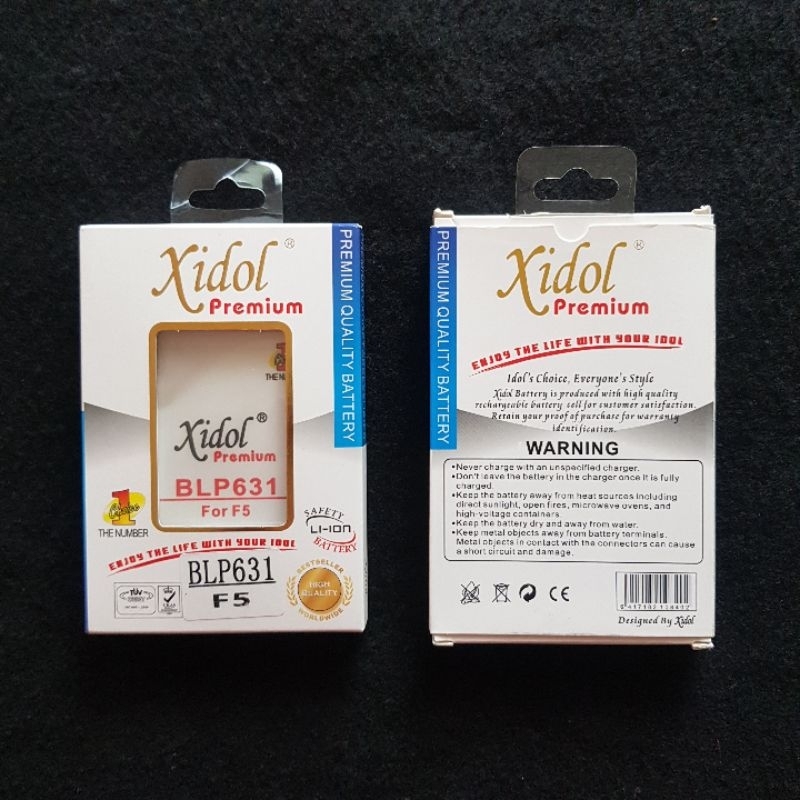 Xidol®
Premium
PREMIUM QUALITY BATTERY
THE
Xidol®
Premium
BLP631
For F5
1
Choice
THE NUMBER
SAFETY
LI-ION
BATTERY
ENJOY THE LIFE WITH YOUR IDOL
BLP631
F5
TÜV
BESTSELLER
HIGH
QUALITY
WORLDWIDE
PREMIUM QUALITY BATTERY
Xidol®
Premium
ENJOY THE LIFE WITH YOUR IDOL
Idol's Choice, Everyone's Style
Xidol Battery is produced with high quality
rechargeable battery cell for customer satisfaction.
Retain your proof of purchase for warranty
identification.
WARNING
•Never charge with an unspecified charger.
•Don't leave the battery in the charger once it is fully
charged.
•Keep the battery away from heat sources including
direct sunlight, open fires, microwave ovens, and
high-voltage containers.
•Keep the battery dry and away from water.
•Keep metal objects away from battery terminals.
Metal objects in contact with the connectors can cause
a short circuit and damage.
CE
Designed By Xidol